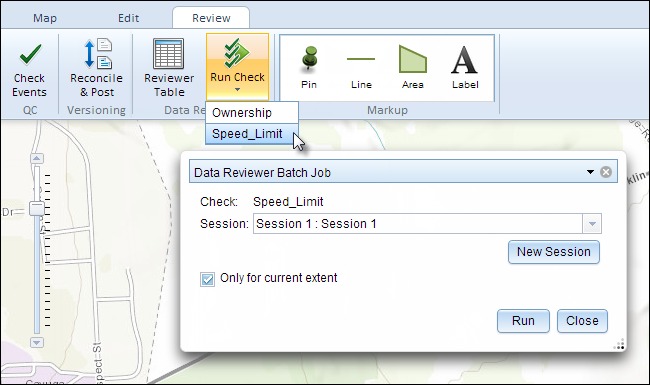 Map Edit Review
Check Events
Reconcile & Post
Reviewer Table
Run Check
Pin Line Area Label
A
QC Versioning Data Re Markup
Ownership
Speed_Limit
Data Reviewer Batch Job
Check: Speed_Limit
Session: Session 1 : Session 1
New Session
Only for current extent
Run Close
Dr
spect St
Cayuga